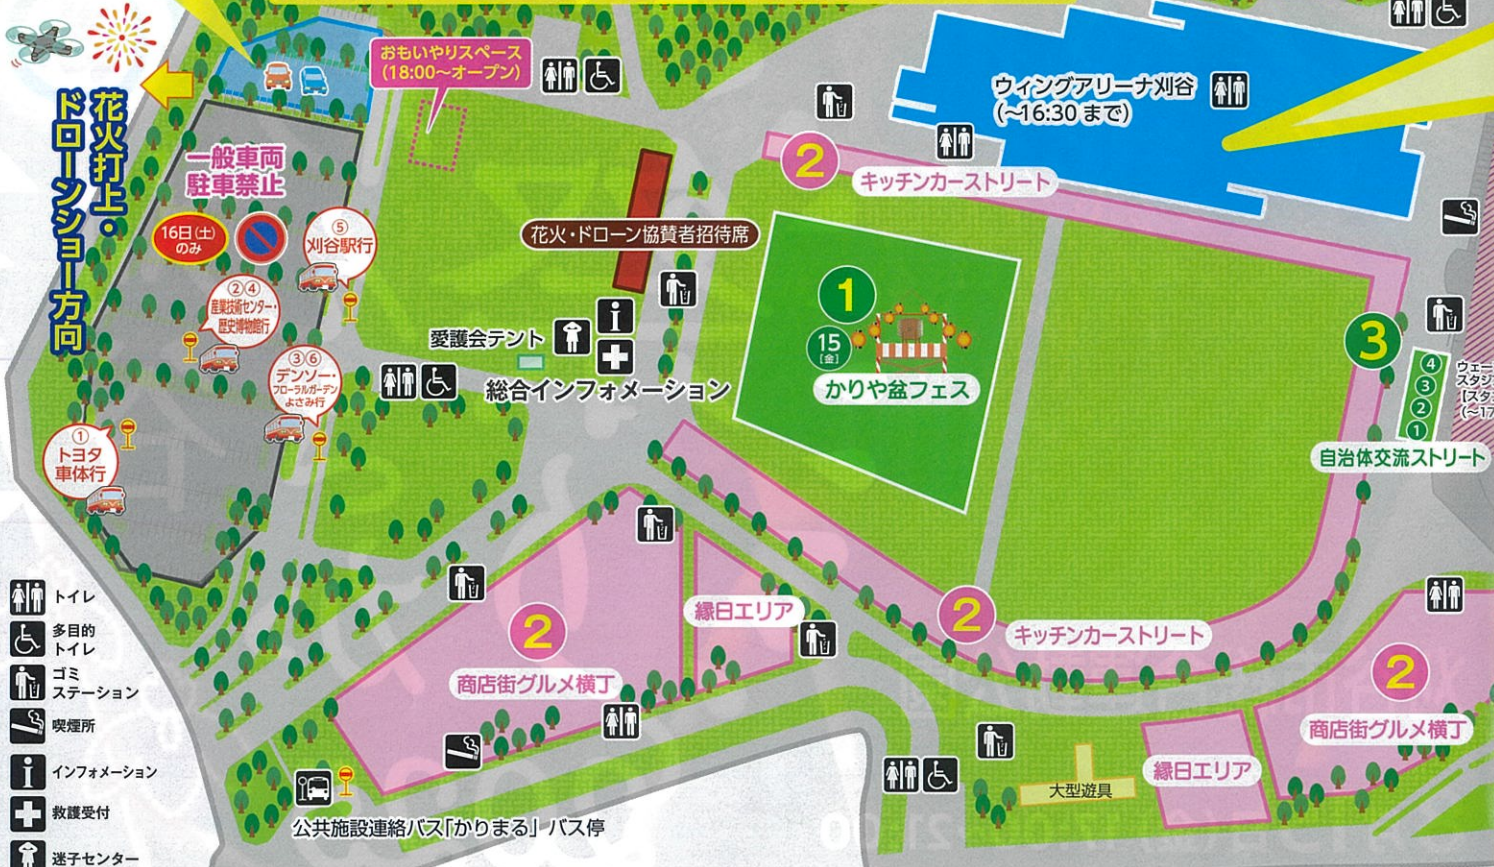 花火打上・
ドローンショー方向
おもいやりスペース
(18:00〜オープン)
一般車両
駐車禁止
16日(土)
のみ
⑤
刈谷駅行
②④
産業技術センター・
歴史博物館行
③⑥
デンソー・
フローラルガーデン
よさみ行
①
トヨタ
車体行
花火・ドローン協賛者招待席
愛護会テント
総合インフォメーション
ウィングアリーナ刈谷
(〜16:30 まで)
2
キッチンカーストリート
1
15
[金]
かりや盆フェス
3
4
3
2
1
自治体交流ストリート
2
キッチンカーストリート
2
商店街グルメ横丁
縁日エリア
2
商店街グルメ横丁
縁日エリア
大型遊具
公共施設連絡バス「かりまる」バス停
トイレ
多目的
トイレ
ゴミ
ステーション
喫煙所
インフォメーション
救護受付
迷子センター